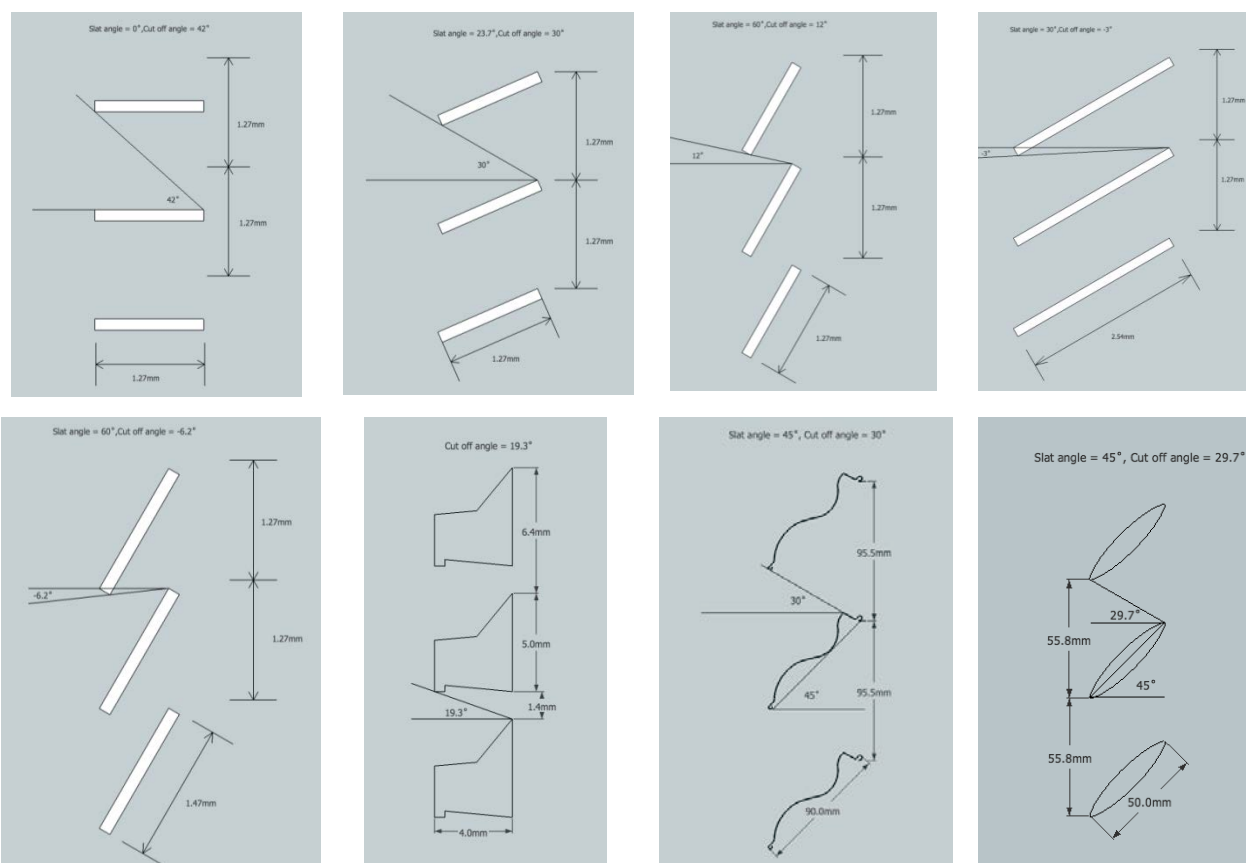 Slat angle = 0°,Cut off angle = 42°
1.27mm
42°
1.27mm
1.27mm
Slat angle = 23.7°,Cut off angle = 30°
1.27mm
30°
1.27mm
1.27mm
Slat angle = 60°,Cut off angle = 12°
1.27mm
12°
1.27mm
1.27mm
Slat angle = 30°,Cut off angle = -3°
1.27mm
-3°
1.27mm
2.54mm
Slat angle = 60°,Cut off angle = -6.2°
1.27mm
-6.2°
1.27mm
1.47mm
Cut off angle = 19.3°
6.4mm
5.0mm
19.3°
1.4mm
4.0mm
Slat angle = 45°, Cut off angle = 30°
95.5mm
30°
45°
95.5mm
90.0mm
Slat angle = 45°, Cut off angle = 29.7°
29.7°
55.8mm
45°
55.8mm
50.0mm